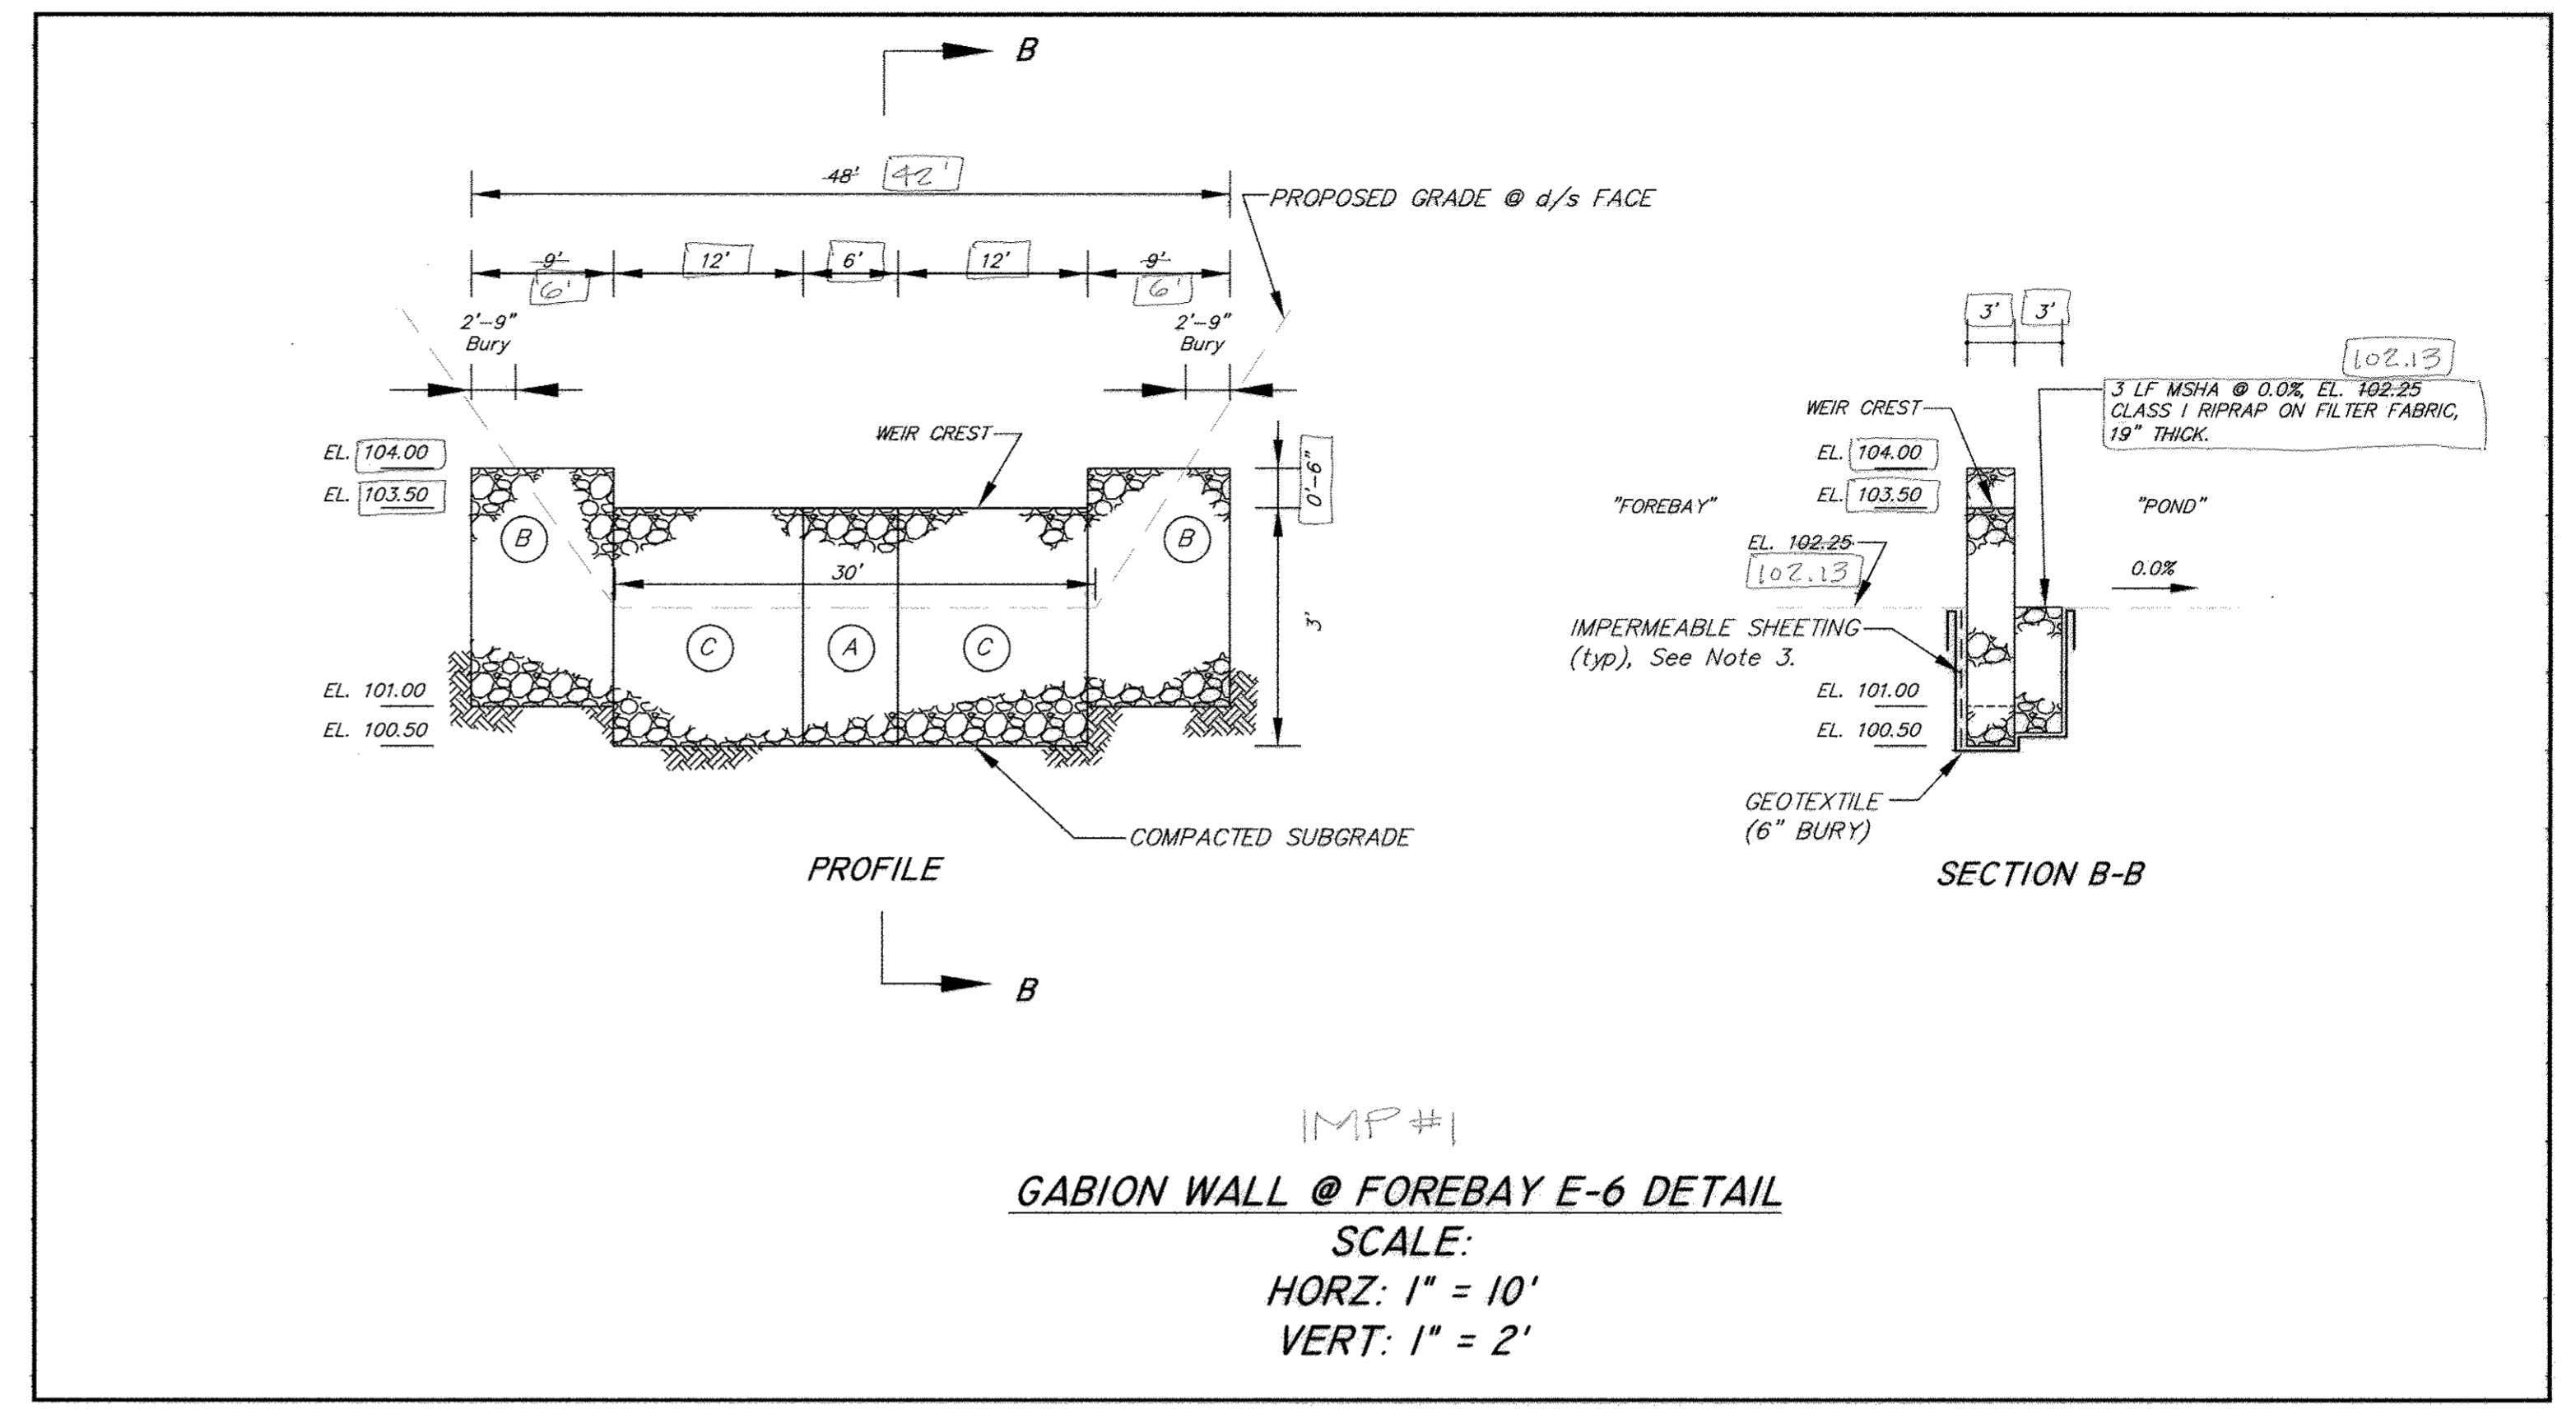 B
48' 42'
PROPOSED GRADE @ d/s FACE
9' 12' 6' 12' 9'
6' 6'
2'-9"
Bury
2'-9"
Bury
WEIR CREST
EL. 104.00
EL. 103.50
0'-6"
B
B
30'
3'
C
A
C
EL. 101.00
EL. 100.50
COMPACTED SUBGRADE
PROFILE
B
3' 3'
102.13
3 LF MSHA @ 0.0%, EL. 102.25
CLASS I RIPRAP ON FILTER FABRIC,
19" THICK.
WEIR CREST
EL. 104.00
EL. 103.50
"FOREBAY"
"POND"
EL. 102.25
102.13
0.0%
IMPERMEABLE SHEETING
(typ), See Note 3.
EL. 101.00
EL. 100.50
GEOTEXTILE
(6" BURY)
SECTION B-B
IMP #1
GABION WALL @ FOREBAY E-6 DETAIL
SCALE:
HORZ: 1" = 10'
VERT: 1" = 2'